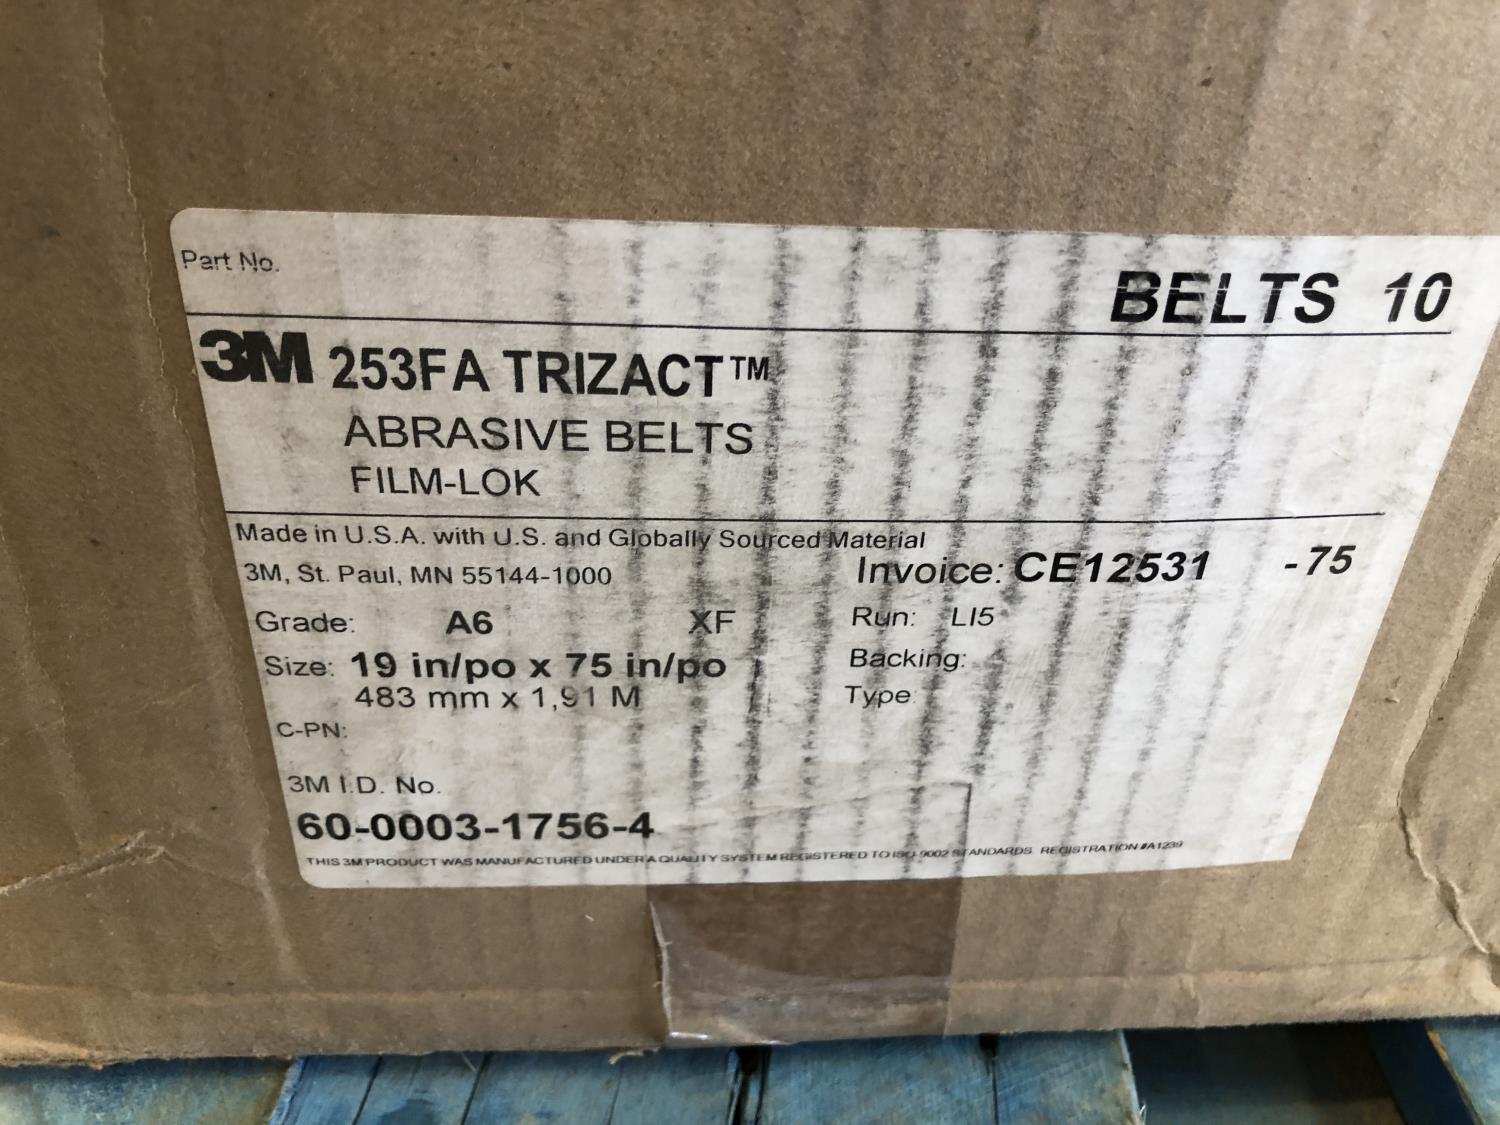 Part No.
BELTS 10
3M 253FA TRIZACT™
ABRASIVE BELTS
FILM-LOK
Made in U.S.A. with U.S. and Globally Sourced Material
3M, St. Paul, MN 55144-1000
Invoice: CE12531 -75
Grade: A6 XF
Run: LI5
Size: 19 in/po x 75 in/po
Backing:
483 mm x 1,91 M
Type
C-PN:
3M I.D. No.
60-0003-1756-4
THIS 3M PRODUCT WAS MANUFACTURED UNDER A QUALITY SYSTEM REGISTERED TO ISO-9002 STANDARDS REGISTRATION #A1239